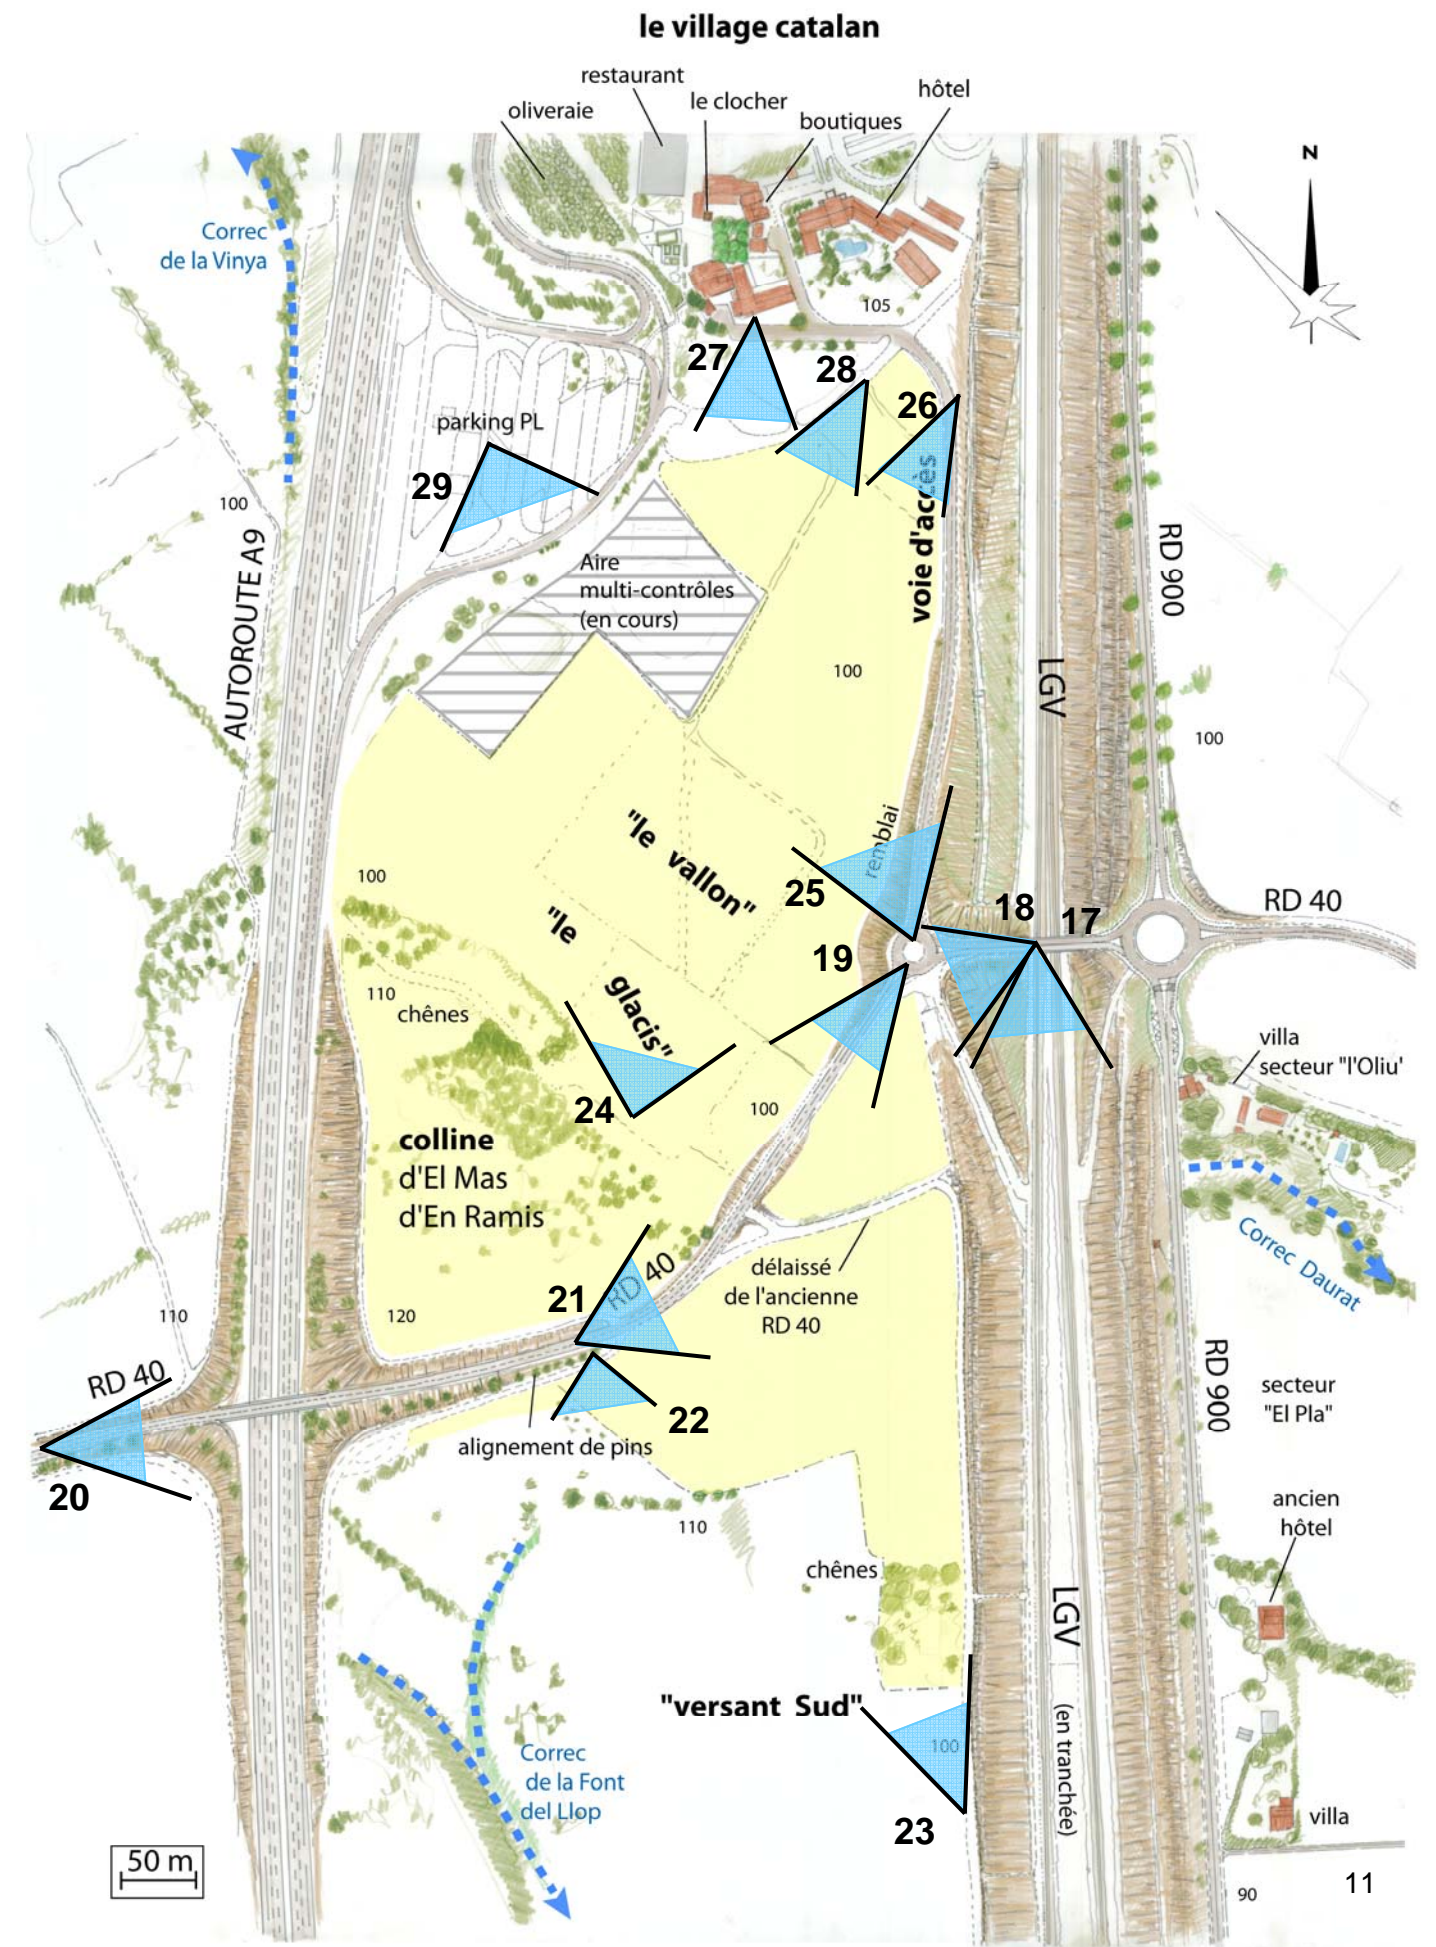 le village catalan
restaurant
le clocher
hôtel
oliveraie
boutiques
N
Correc
de la Vinya
105
27
28
26
parking PL
29
100
voie d'accès
AUTOROUTE A9
RD 900
Aire
multi-contrôles
(en cours)
100
LGV
100
remblai
"le vallon"
100
25
18
17
RD 40
"le glacis"
19
110
chênes
villa
secteur "l'Oliu'
24
100
colline
d'El Mas
d'En Ramis
Correc Daurat
délaissé
de l'ancienne
RD 40
RD 40
21
110
120
RD 40
RD 900
secteur
"El Pla"
22
alignement de pins
20
ancien
hôtel
110
chênes
LGV
"versant Sud"
(en tranchée)
100
Correc
de la Font
del Llop
villa
23
50 m
11
90